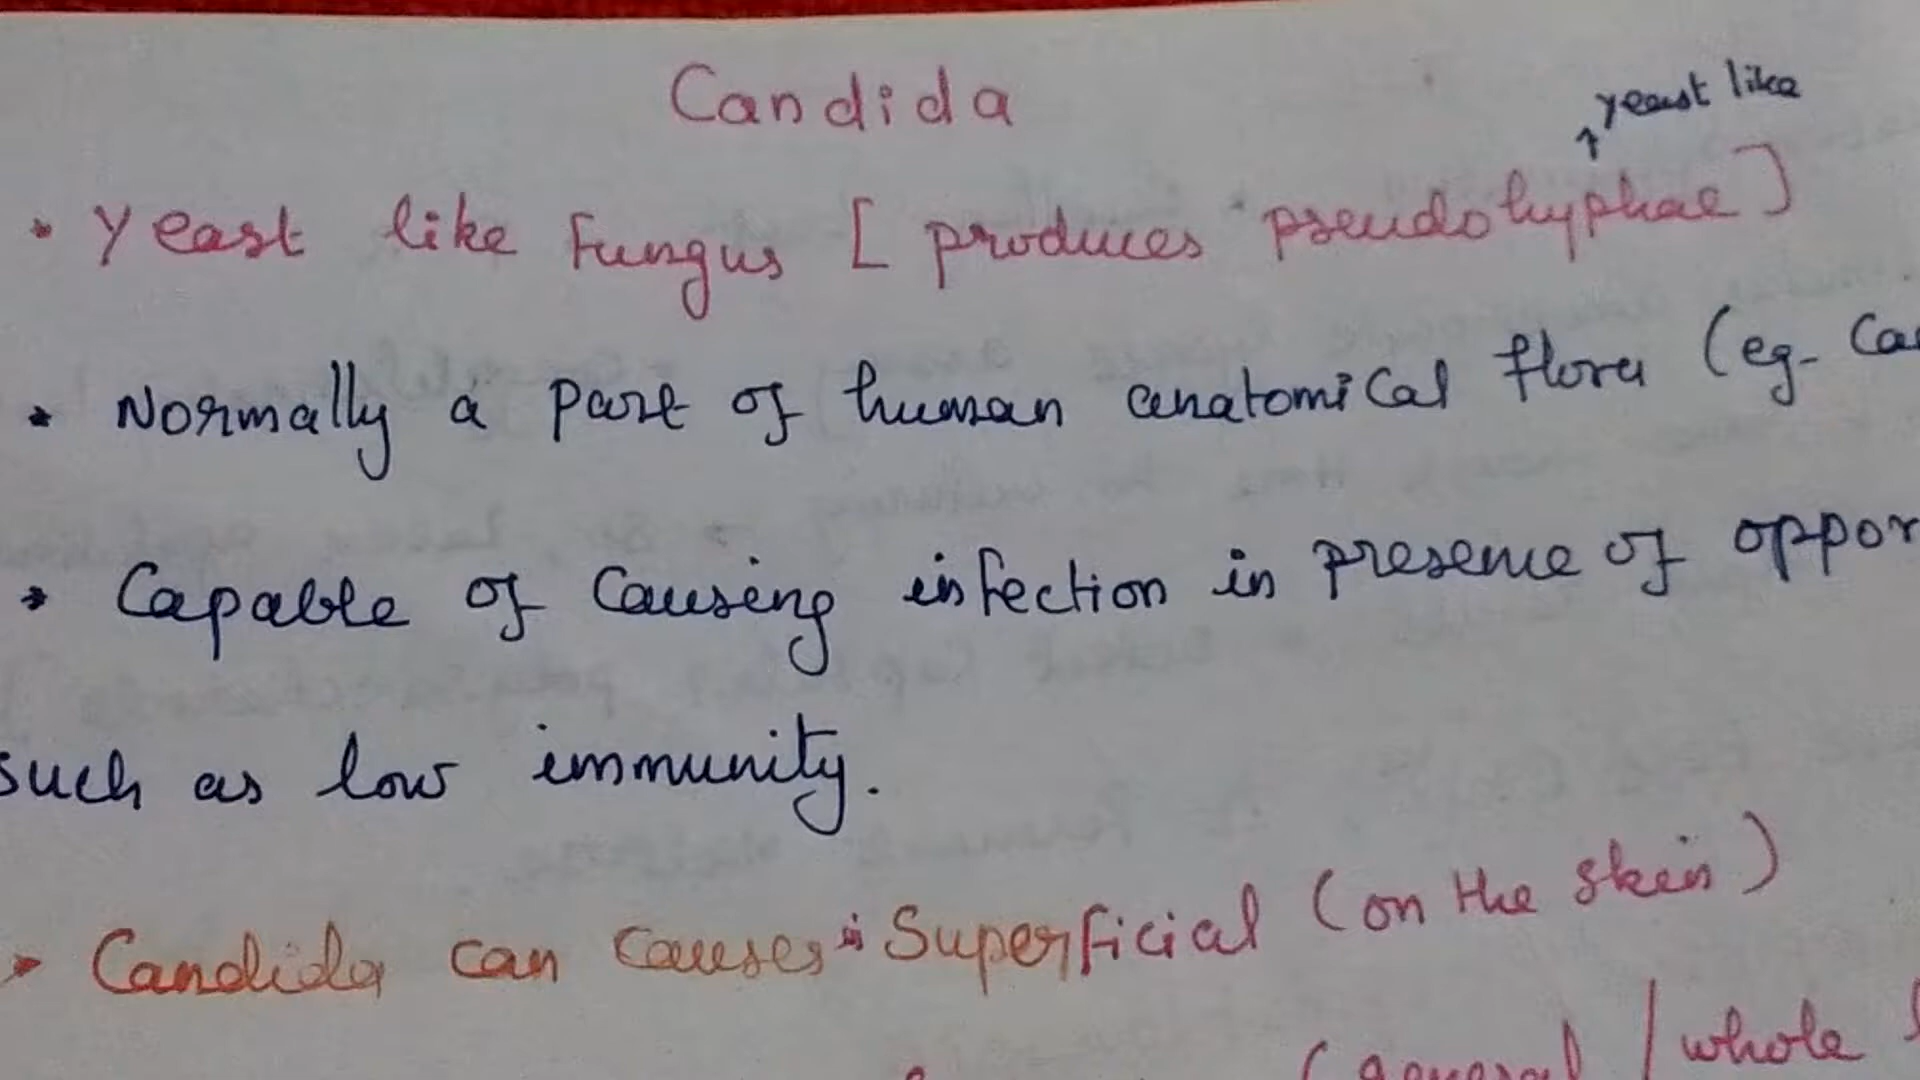 Candida
yeast like
• Yeast like Fungus [ produces pseudohyphae ]
• Normally a part of human anatomical flora (eg- Ca
• Capable of Causing infection in presence of oppor
such as low immunity.
Candida can causes Superficial (on the skin)
(general / whole